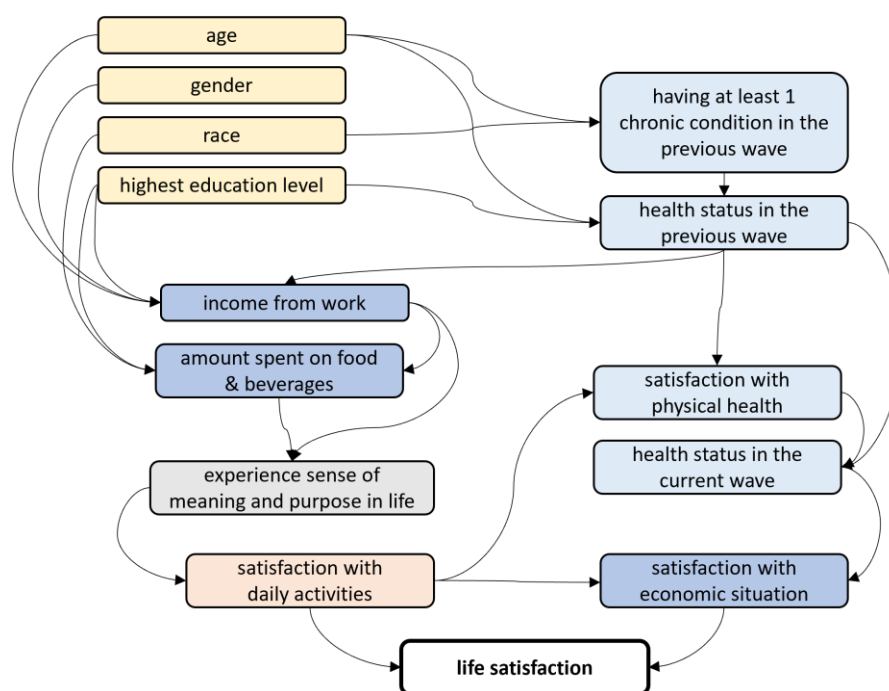 age
gender
race
highest education level
having at least 1
chronic condition in the
previous wave
health status in the
previous wave
income from work
amount spent on food
& beverages
satisfaction with
physical health
experience sense of
meaning and purpose in life
health status in the
current wave
satisfaction with
daily activities
satisfaction with
economic situation
life satisfaction